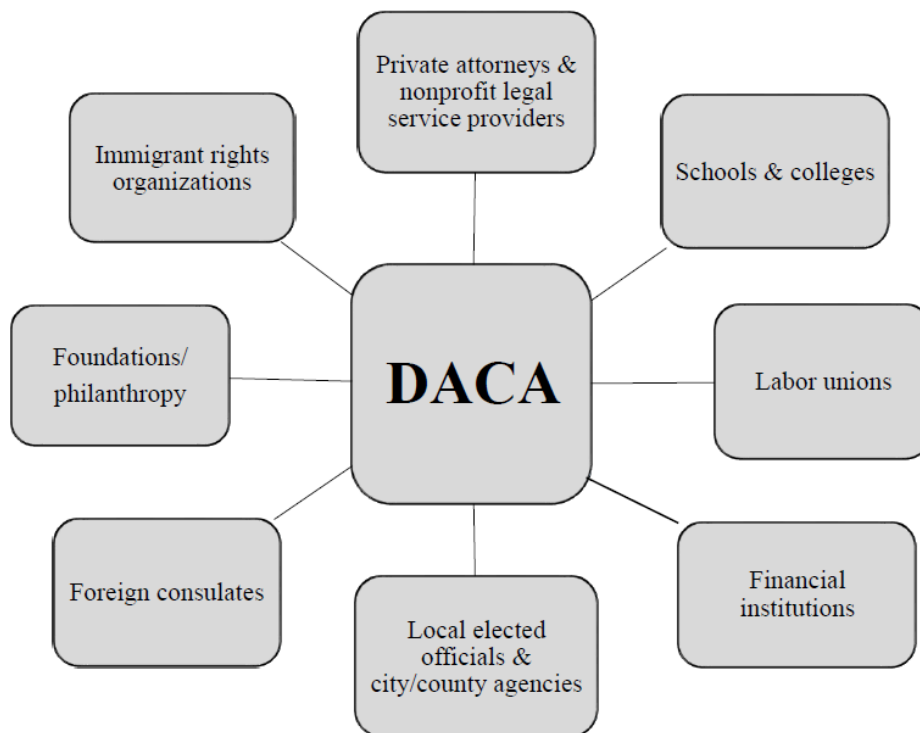 Private attorneys &
nonprofit legal
service providers
Immigrant rights
organizations
Schools & colleges
Foundations/
philanthropy
DACA
Labor unions
Foreign consulates
Financial
institutions
Local elected
officials &
city/county agencies